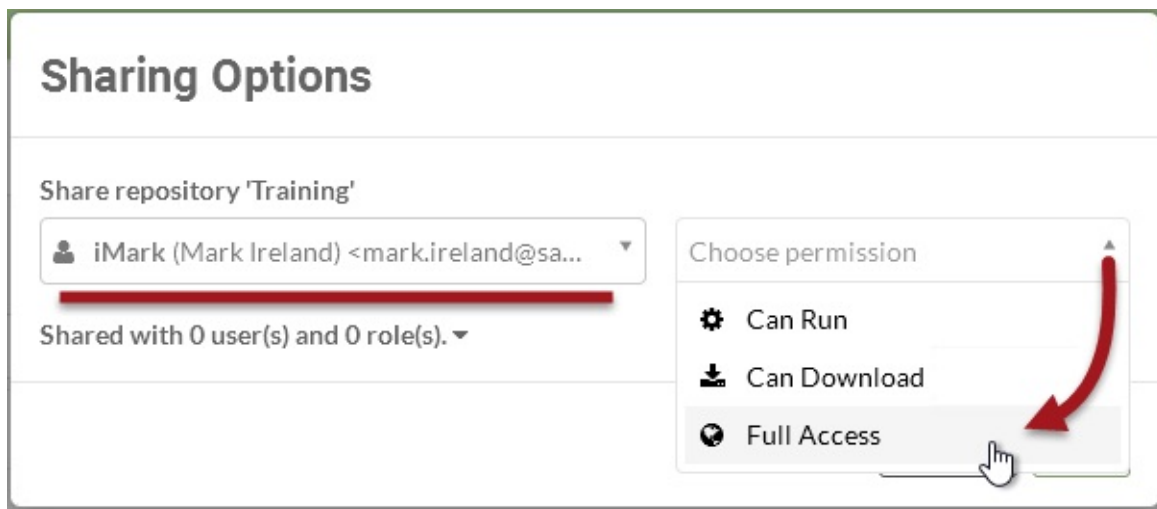 Sharing Options
Share repository 'Training'
iMark (Mark Ireland) <mark.ireland@sa...
Choose permission
Can Run
Can Download
Full Access
Shared with 0 user(s) and 0 role(s).